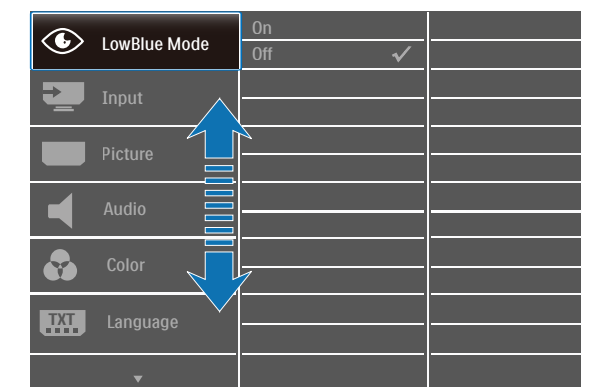 LowBlue Mode
On
Off
Input
Picture
Audio
Color
TXT
Language